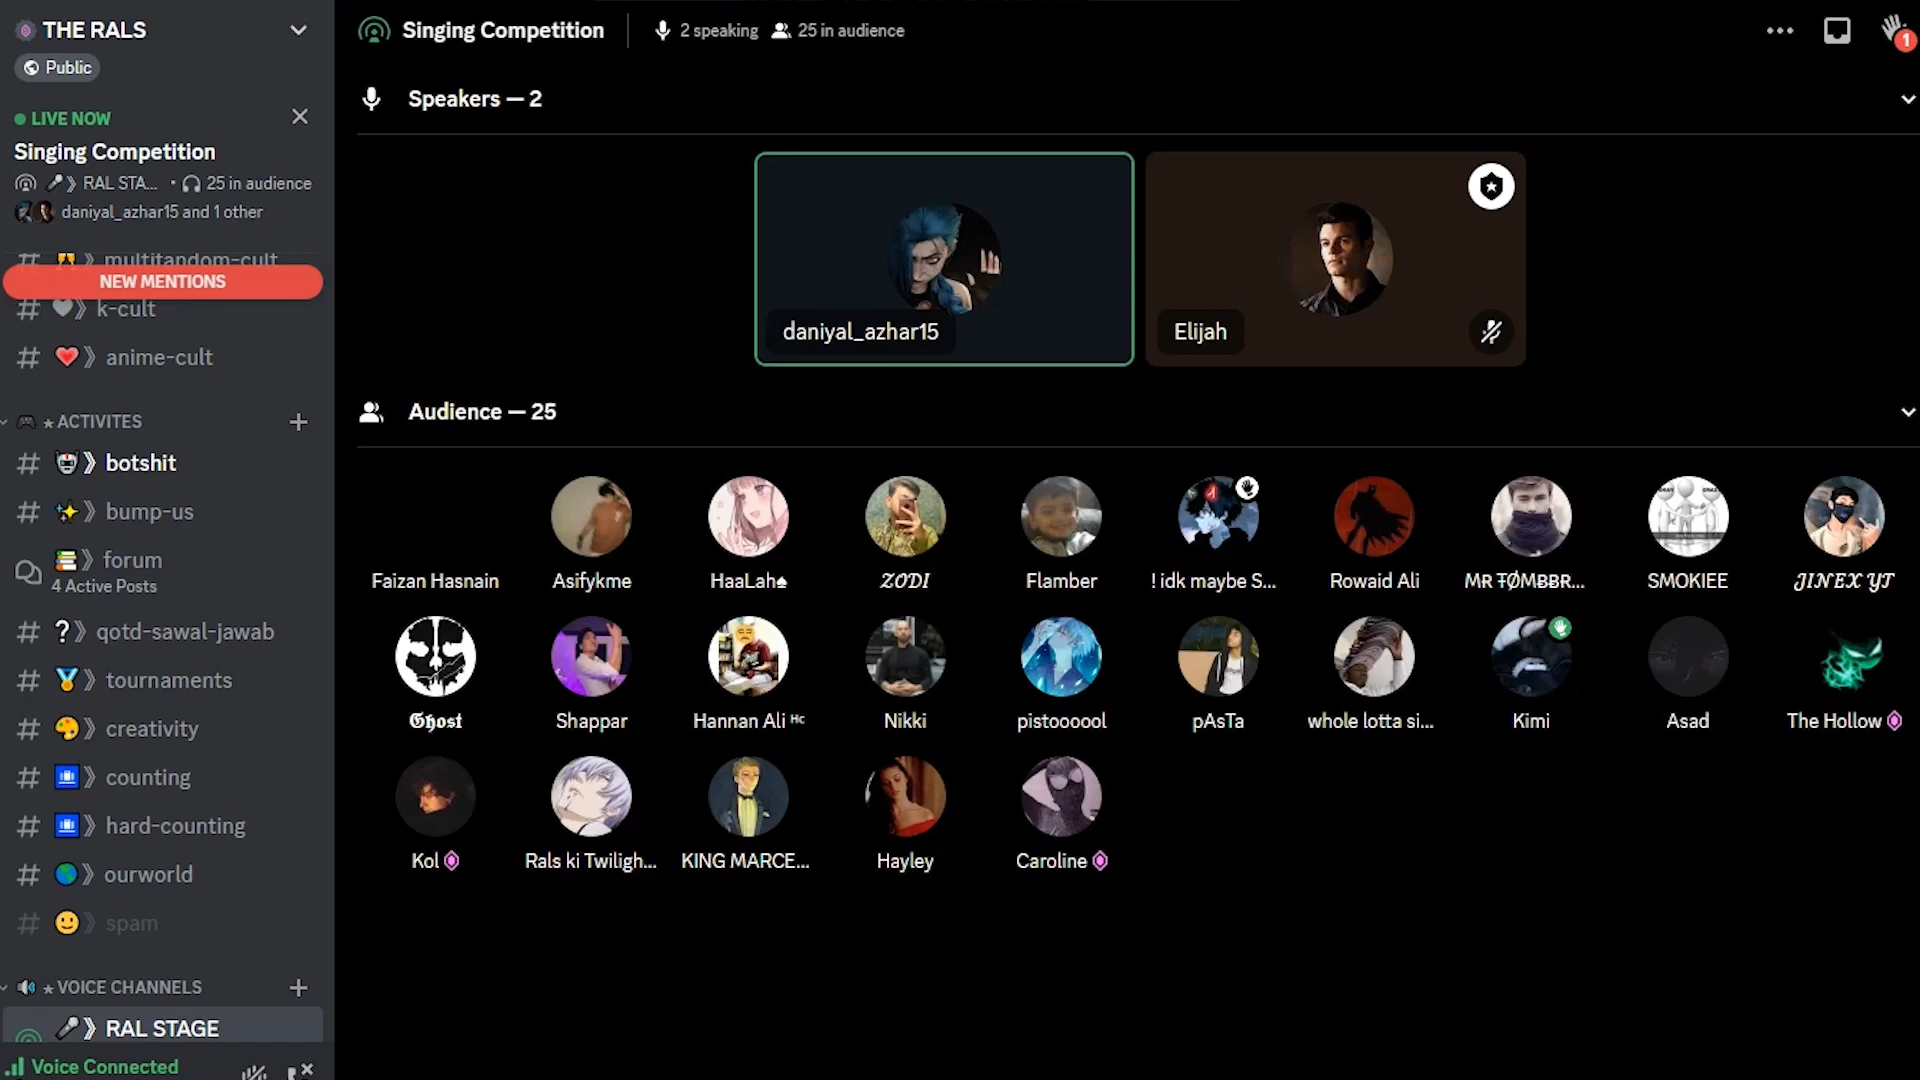 THE RALS
Public
LIVE NOW
Singing Competition
RAL STA... • 25 in audience
daniyal_azhar15 and 1 other
NEW MENTIONS
# k-cult
# anime-cult
ACTIVITES
# botshit
# bump-us
forum
4 Active Posts
# ? qotd-sawal-jawab
# tournaments
# creativity
# counting
# hard-counting
# ourworld
# spam
VOICE CHANNELS
RAL STAGE
Voice Connected
Singing Competition
2 speaking 25 in audience
1
Speakers — 2
daniyal_azhar15
Elijah
Audience — 25
Faizan Hasnain
Asifykme
HaaLah♠
𝓩𝓞𝓓𝓘
Flamber
! idk maybe S...
Rowaid Ali
MR ŦØMɃɃR...
SMOKIEE
𝓙𝓘𝓝𝓔𝓧 𝓨𝓣
𝕲𝖍𝖔𝖘𝖙
Shappar
Hannan Ali ᴴᶜ
Nikki
pistoooool
pAsTa
whole lotta si...
Kimi
Asad
The Hollow
Kol
Rals ki Twiligh...
KING MARCE...
Hayley
Caroline